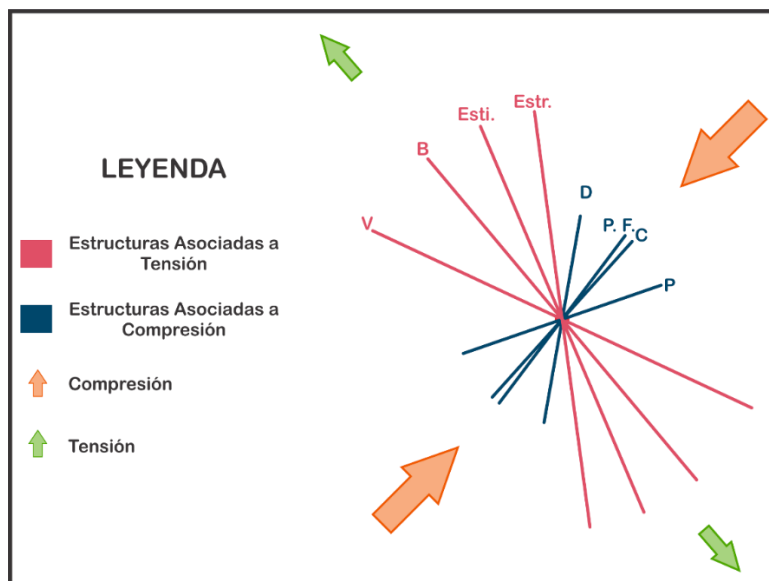 LEYENDA
Estructuras Asociadas a
Tensión
Estructuras Asociadas a
Compresión
Compresión
Tensión
Estr.
Esti.
B
V
D
P. F.
C
P